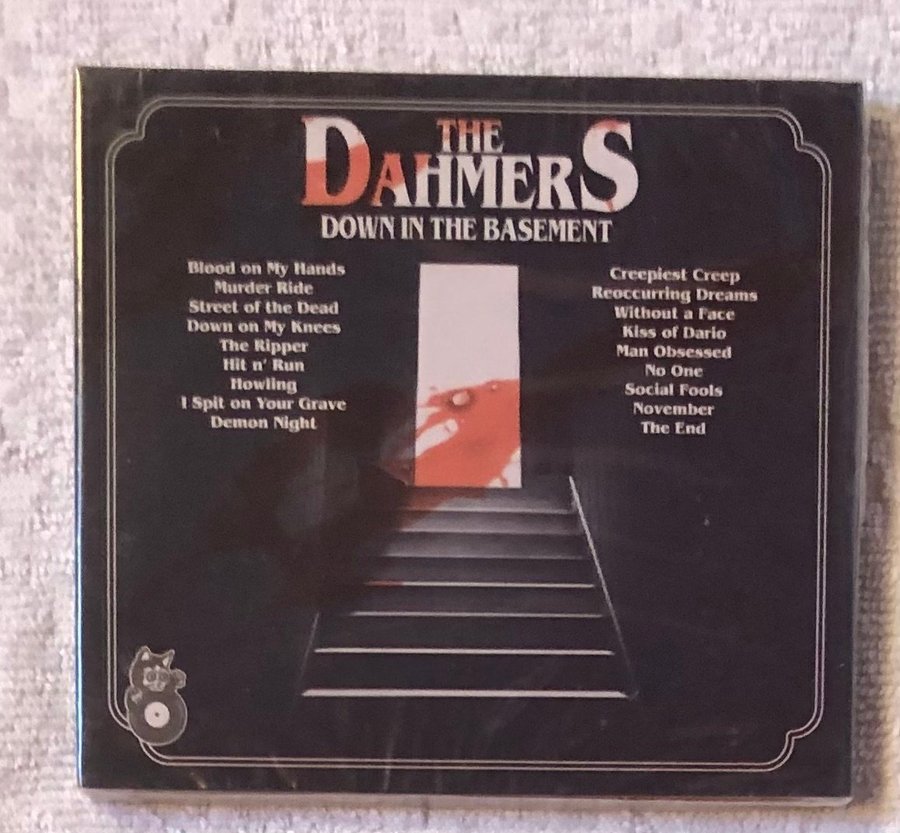 THE
DAHMERS
DOWN IN THE BASEMENT
Blood on My Hands
Murder Ride
Street of the Dead
Down on My Knees
The Ripper
Hit n' Run
Howling
I Spit on Your Grave
Demon Night
Creepiest Creep
Reoccurring Dreams
Without a Face
Kiss of Dario
Man Obsessed
No One
Social Fools
November
The End